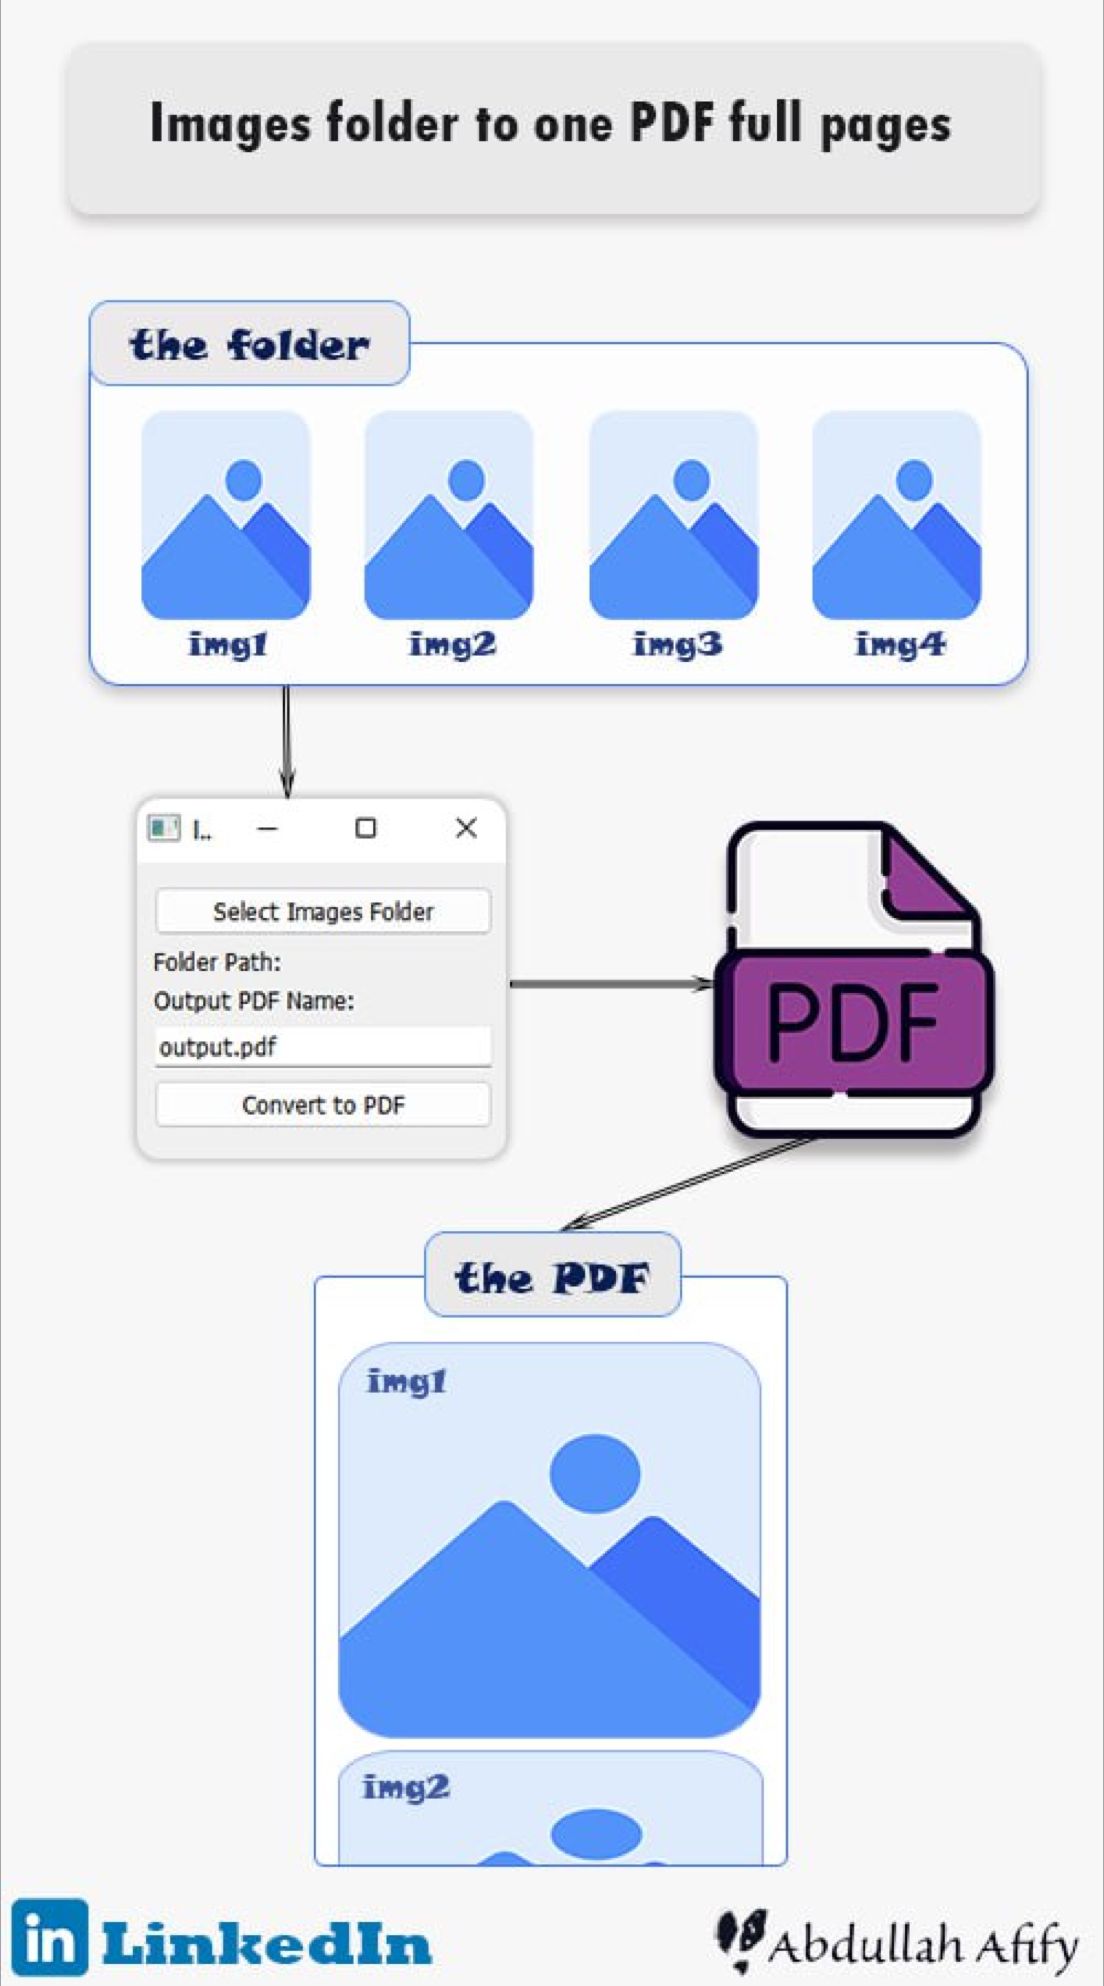 Images folder to one PDF full pages
the folder
img1 img2 img3 img4
I..
Select Images Folder
Folder Path:
Output PDF Name:
output.pdf
Convert to PDF
PDF
the PDF
img1
img2
in LinkedIn
Abdullah Afify